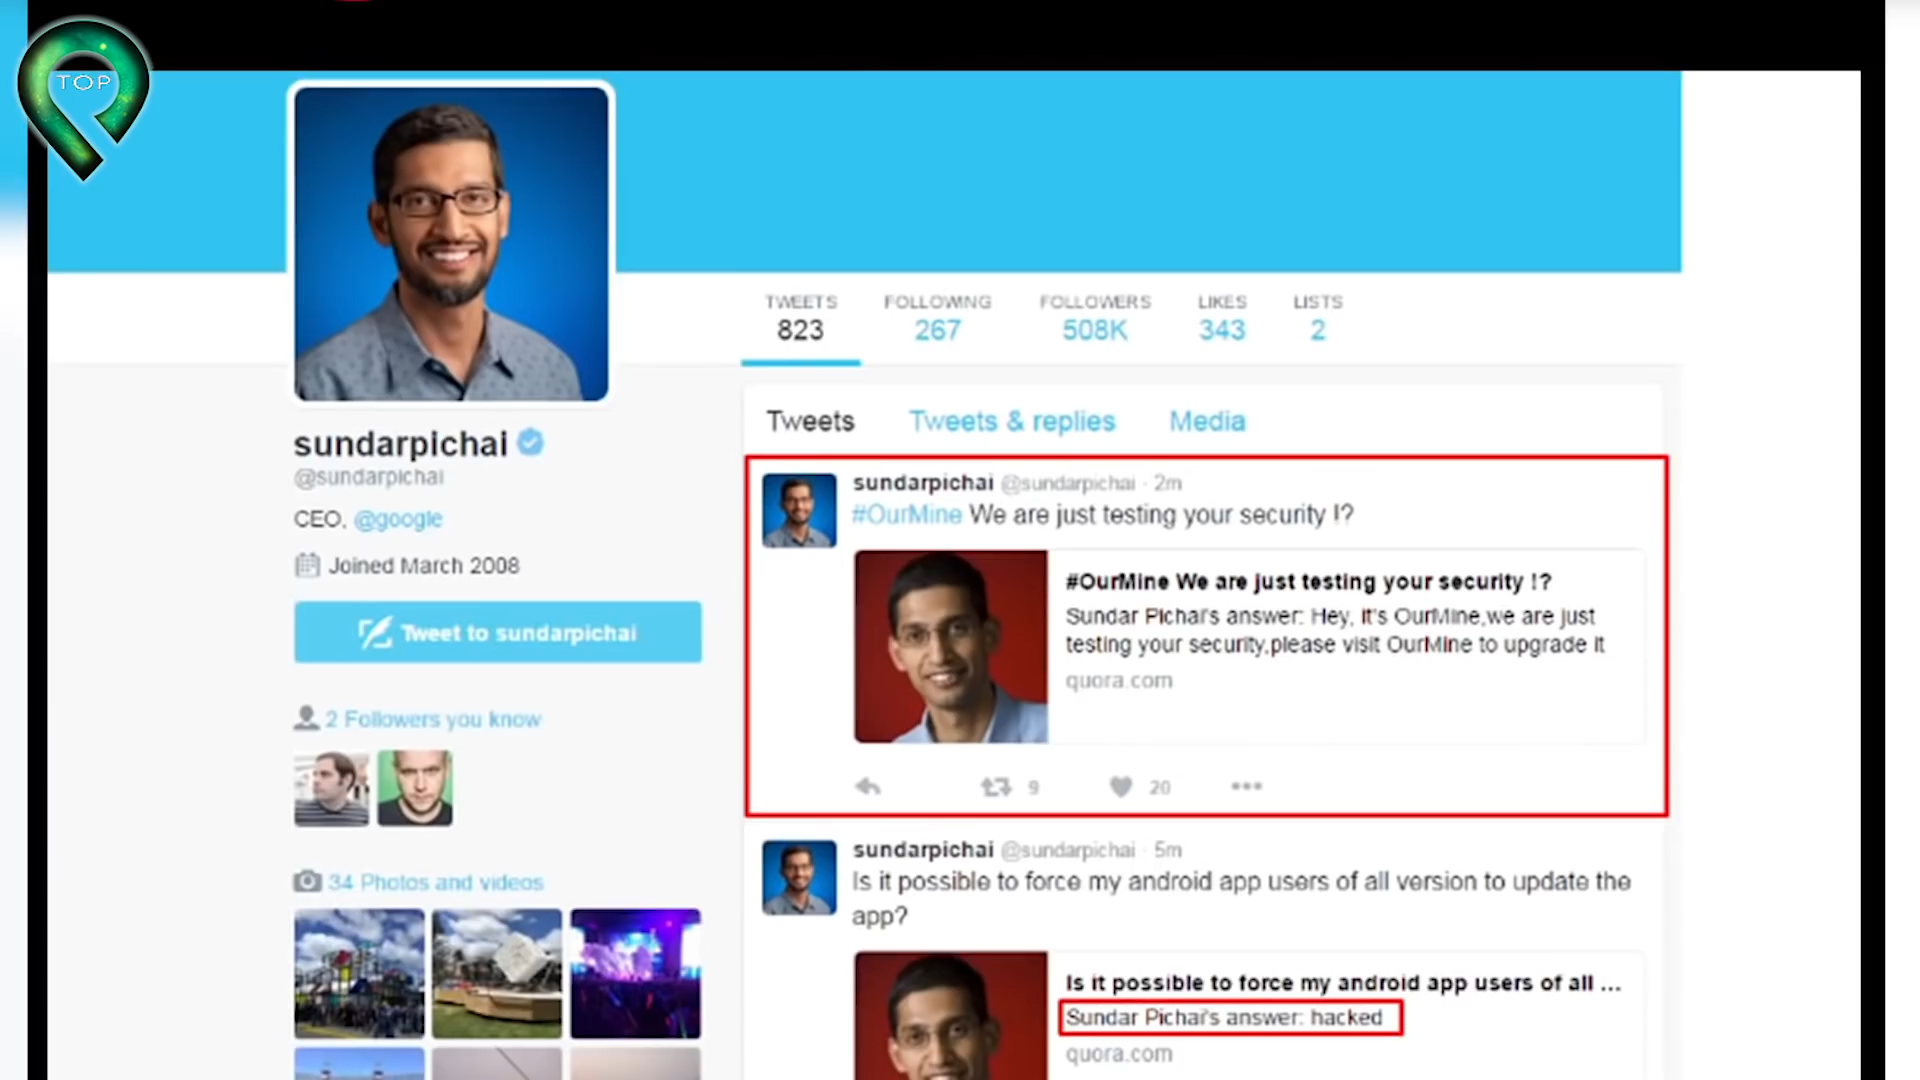 TOP
TWEETS FOLLOWING FOLLOWERS LIKES LISTS
823 267 508K 343 2
sundarpichai
@sundarpichai
CEO, @google
Joined March 2008
Tweet to sundarpichai
2 Followers you know
34 Photos and videos
Tweets Tweets & replies Media
sundarpichai @sundarpichai · 2m
#OurMine We are just testing your security !?
#OurMine We are just testing your security !?
Sundar Pichai's answer: Hey, it's OurMine,we are just
testing your security,please visit OurMine to upgrade it
quora.com
9 20
sundarpichai @sundarpichai · 5m
Is it possible to force my android app users of all version to update the
app?
Is it possible to force my android app users of all ...
Sundar Pichai's answer: hacked
quora.com